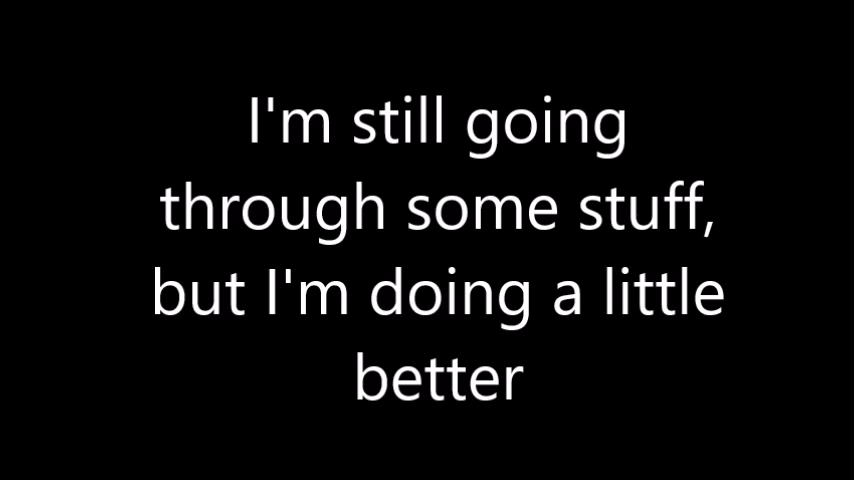 I'm still going
through some stuff,
but I'm doing a little
better